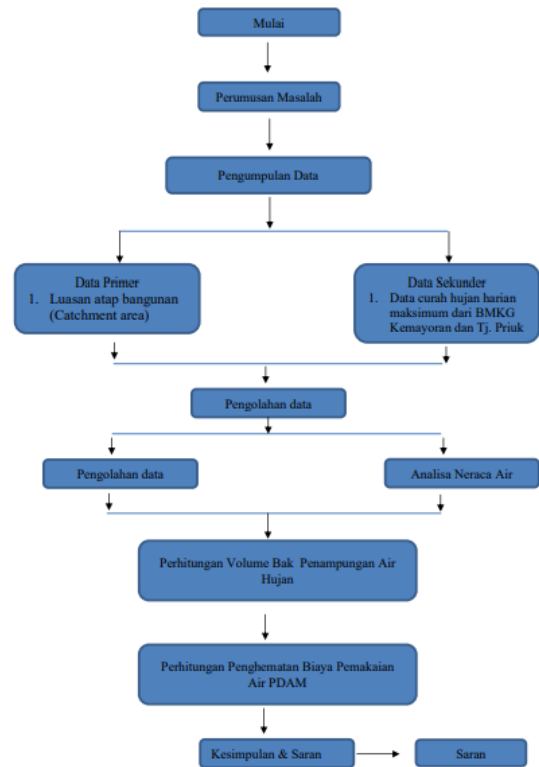 Mulai
Perumusan Masalah
Pengumpulan Data
Data Primer
1. Luasan atap bangunan
(Catchment area)
Data Sekunder
1. Data curah hujan harian
maksimum dari BMKG
Kemayoran dan Tj. Priuk
Pengolahan data
Pengolahan data
Analisa Neraca Air
Perhitungan Volume Bak Penampungan Air
Hujan
Perhitungan Penghematan Biaya Pemakaian
Air PDAM
Kesimpulan & Saran
Saran